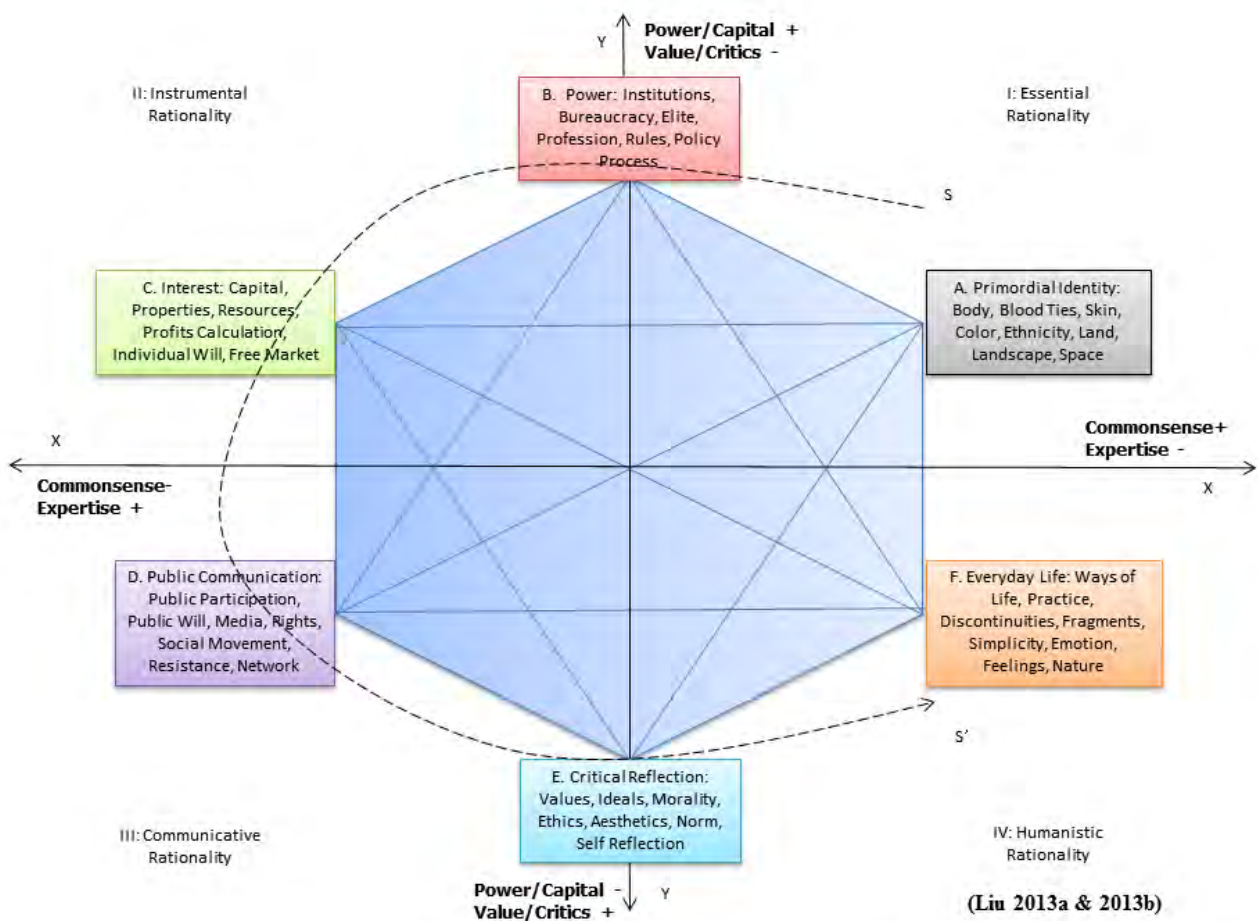 Y
Power/Capital +
Value/Critics -
II: Instrumental
Rationality
I: Essential
Rationality
B. Power: Institutions,
Bureaucracy, Elite,
Profession, Rules, Policy
Process
S
C. Interest: Capital,
Properties, Resources,
Profits Calculation,
Individual Will, Free Market
A. Primordial Identity:
Body, Blood Ties, Skin,
Color, Ethnicity, Land,
Landscape, Space
X
Commonsense+
Expertise -
Commonsense-
Expertise +
X
D. Public Communication:
Public Participation,
Public Will, Media, Rights,
Social Movement,
Resistance, Network
F. Everyday Life: Ways of
Life, Practice,
Discontinuities, Fragments,
Simplicity, Emotion,
Feelings, Nature
S'
E. Critical Reflection:
Values, Ideals, Morality,
Ethics, Aesthetics, Norm,
Self Reflection
III: Communicative
Rationality
IV: Humanistic
Rationality
Power/Capital -
Value/Critics +
Y
(Liu 2013a & 2013b)